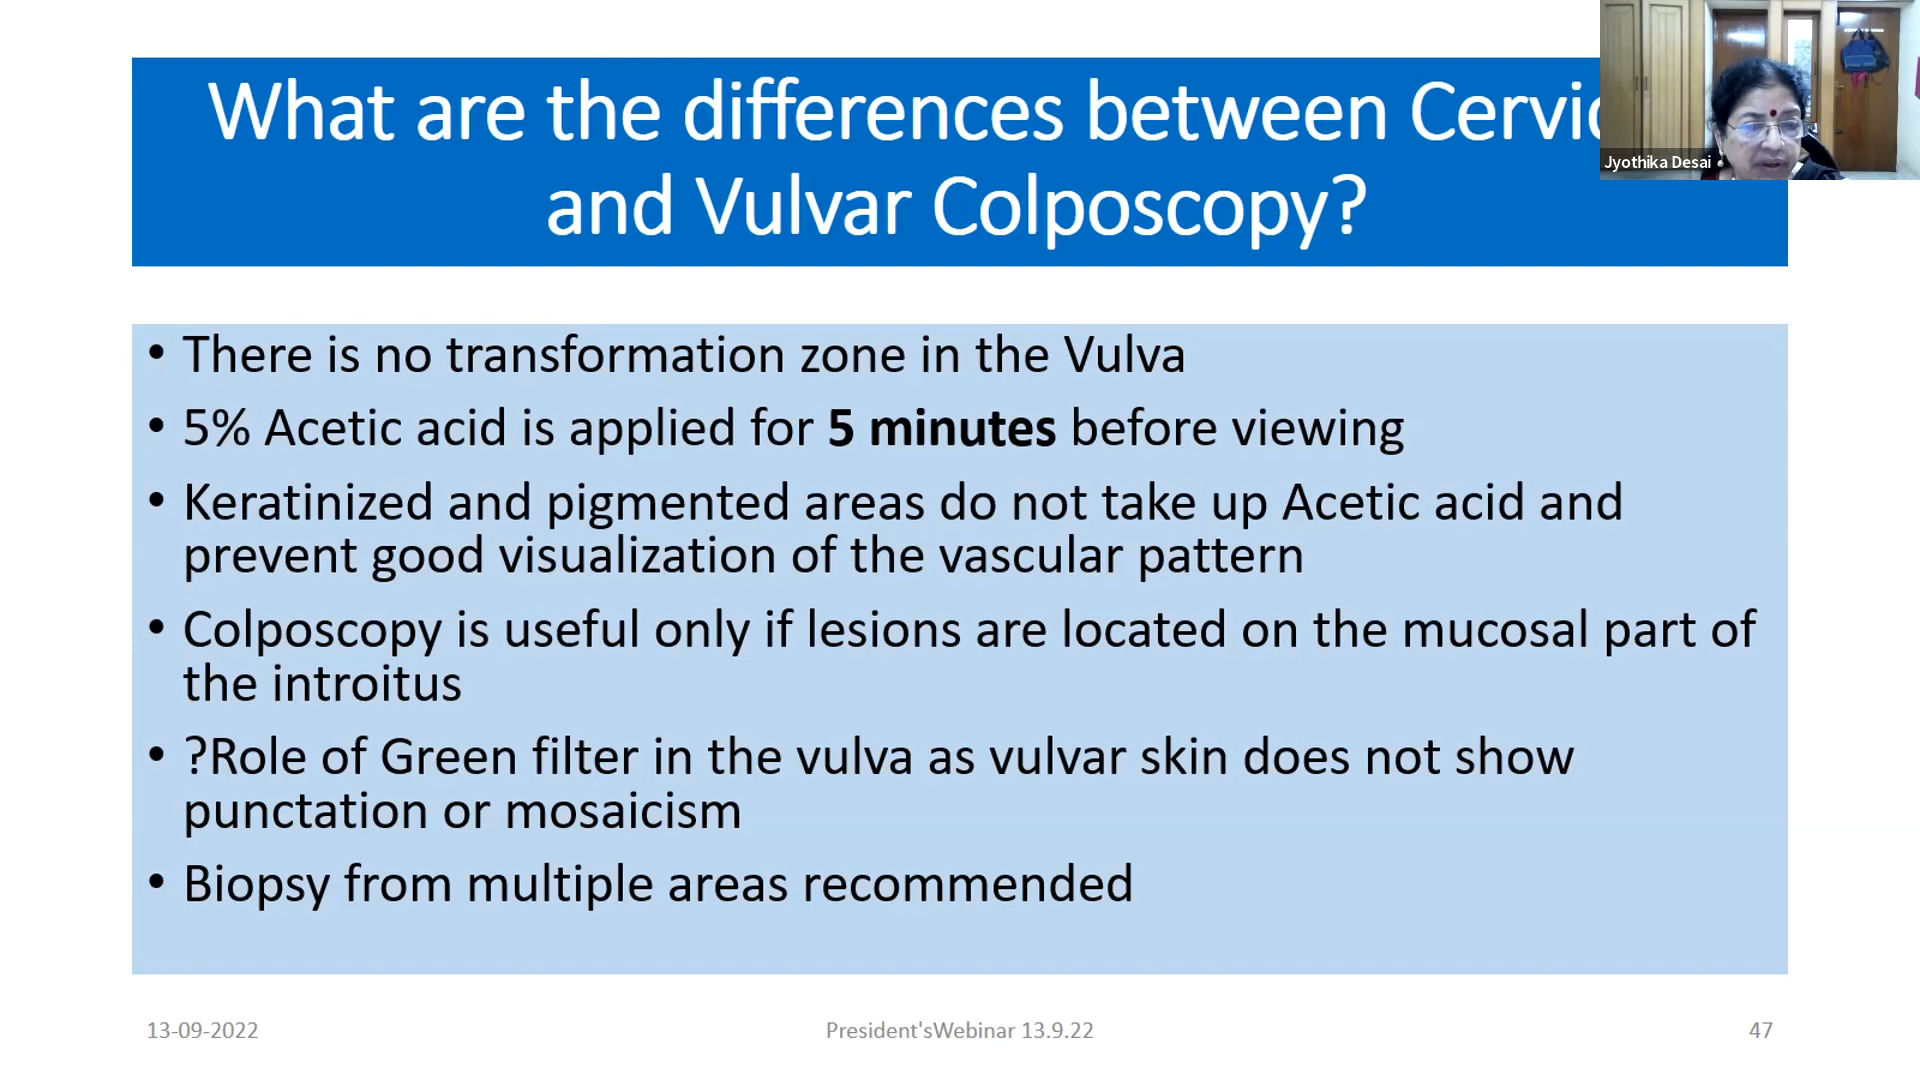 What are the differences between Cervic
and Vulvar Colposcopy?
Jyothika Desai
• There is no transformation zone in the Vulva
• 5% Acetic acid is applied for 5 minutes before viewing
• Keratinized and pigmented areas do not take up Acetic acid and
prevent good visualization of the vascular pattern
• Colposcopy is useful only if lesions are located on the mucosal part of
the introitus
• ?Role of Green filter in the vulva as vulvar skin does not show
punctation or mosaicism
• Biopsy from multiple areas recommended
13-09-2022
President'sWebinar 13.9.22
47